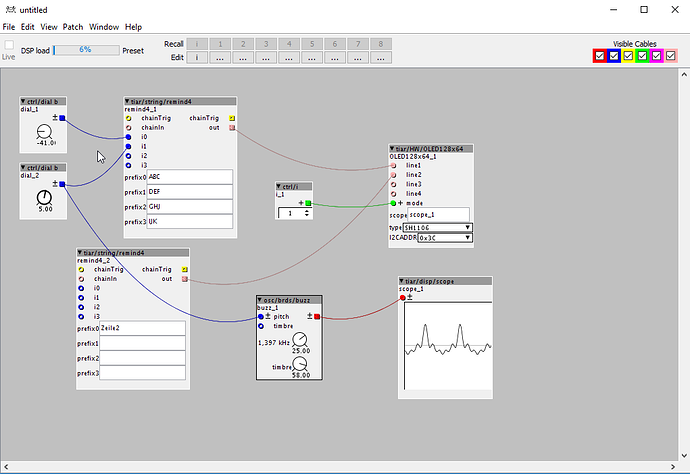 untitled
File Edit View Patch Window Help
Live
DSP load 6% Preset
Recall i 1 2 3 4 5 6 7 8
Edit i ... ... ... ... ... ... ... ...
Visible Cables
ctrl/dial b
dial_1
-41.0
ctrl/dial b
dial_2
5.00
tiar/string/remind4
remind4_1
chainTrig chainTrig
chainIn out
i0
i1
i2
i3
prefix0 ABC
prefix1 DEF
prefix2 GHJ
prefix3 IJK
tiar/string/remind4
remind4_2
chainTrig chainTrig
chainIn out
i0
i1
i2
i3
prefix0 Zeile2
prefix1
prefix2
prefix3
ctrl/i
i_1
1
tiar/HW/OLED128x64
OLED128x64_1
line1
line2
line3
line4
mode
scope scope_1
type SH1106
I2CADDR 0x3C
osc/brds/buzz
buzz_1
pitch
timbre
1,397 kHz
25.00
timbre
58.00
tiar/disp/scope
scope_1